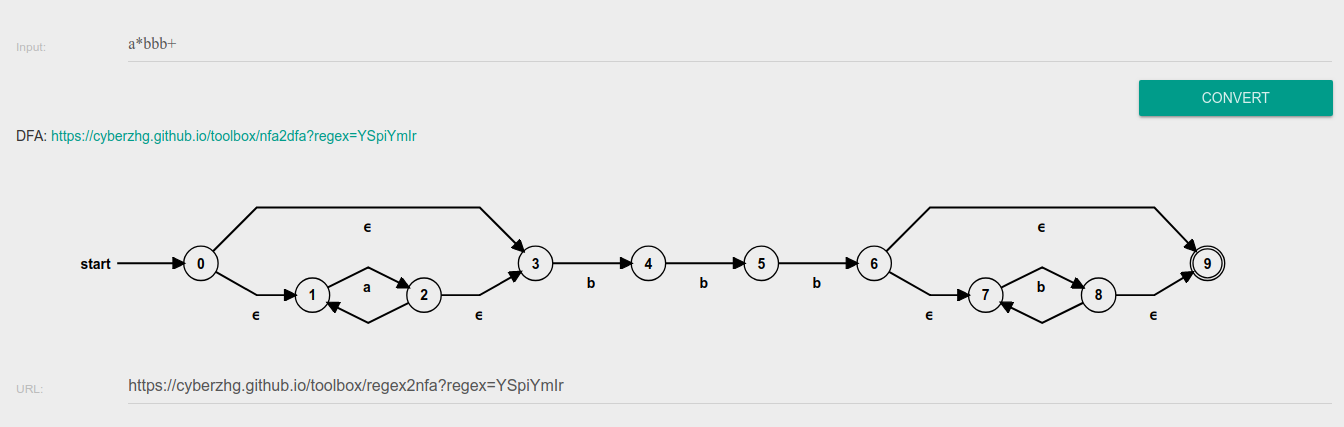 Input: a*bbb+
CONVERT
DFA: https://cyberzhg.github.io/toolbox/nfa2dfa?regex=YSpiYmIr
ϵ ϵ
start 0 3 b 4 b 5 b 6 9
ϵ 1 a 2 ϵ ϵ 7 b 8 ϵ
URL: https://cyberzhg.github.io/toolbox/regex2nfa?regex=YSpiYmIr